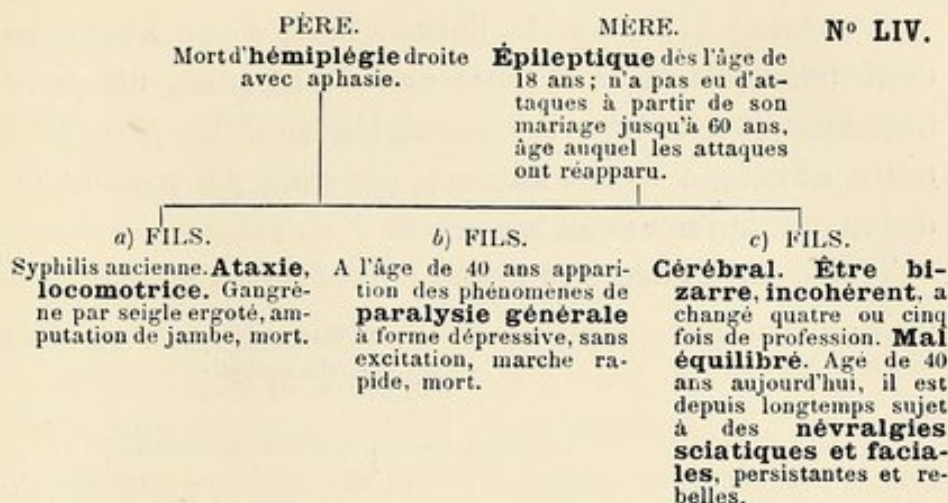 PÈRE.
Mort d'hémiplégie droite
avec aphasie.
MÈRE.
Épileptique dès l'âge de
18 ans; n'a pas eu d'at-
taques à partir de son
mariage jusqu'à 60 ans,
âge auquel les attaques
ont réapparu.
Nº LIV.
a) FILS.
Syphilis ancienne. Ataxie,
locomotrice. Gangrè-
ne par seigle ergoté, am-
putation de jambe, mort.
b) FILS.
A l'âge de 40 ans appari-
tion des phénomènes de
paralysie générale
à forme dépressive, sans
excitation, marche ra-
pide, mort.
c) FILS.
Cérébral. Être bi-
zarre, incohérent, a
changé quatre ou cinq
fois de profession. Mal
équilibré. Agé de 40
ans aujourd'hui, il est
depuis longtemps sujet
à des névralgies
sciatiques et facia-
les, persistantes et re-
belles.